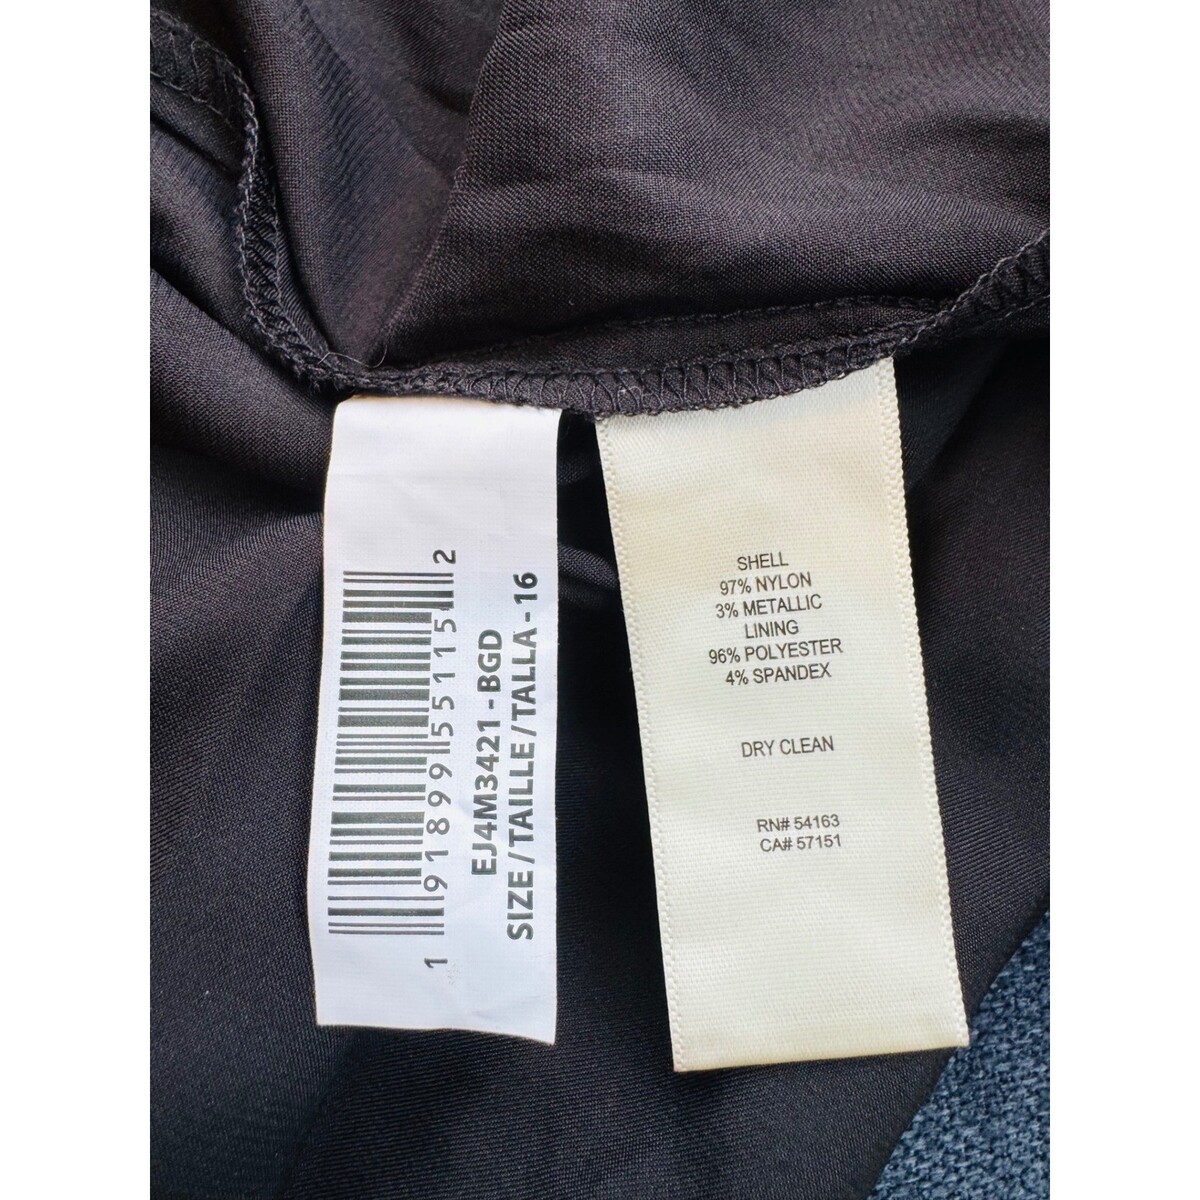 1 91899 55115 2
EJ4M3421-BGD
SIZE/TAILLE/TALLA-16
SHELL
97% NYLON
3% METALLIC
LINING
96% POLYESTER
4% SPANDEX
DRY CLEAN
RN# 54163
CA# 57151